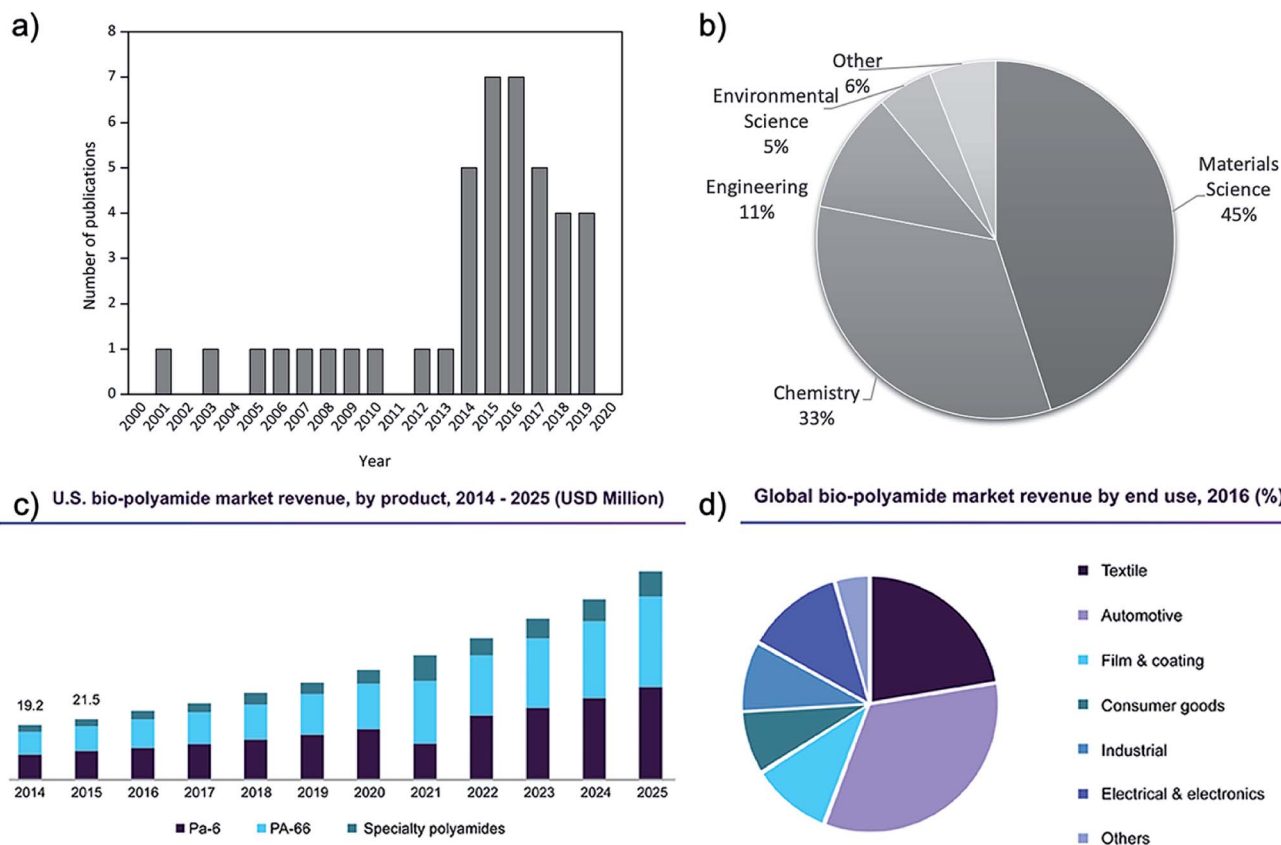 a)
8
7
6
5
4
3
2
1
0
Number of publications
2000 2001 2002 2003 2004 2005 2006 2007 2008 2009 2010 2011 2012 2013 2014 2015 2016 2017 2018 2019 2020
Year
b)
Other
6%
Environmental
Science
5%
Engineering
11%
Chemistry
33%
Materials
Science
45%
c) U.S. bio-polyamide market revenue, by product, 2014 - 2025 (USD Million)
19.2 21.5
2014 2015 2016 2017 2018 2019 2020 2021 2022 2023 2024 2025
Pa-6 PA-66 Specialty polyamides
d) Global bio-polyamide market revenue by end use, 2016 (%)
Textile
Automotive
Film & coating
Consumer goods
Industrial
Electrical & electronics
Others